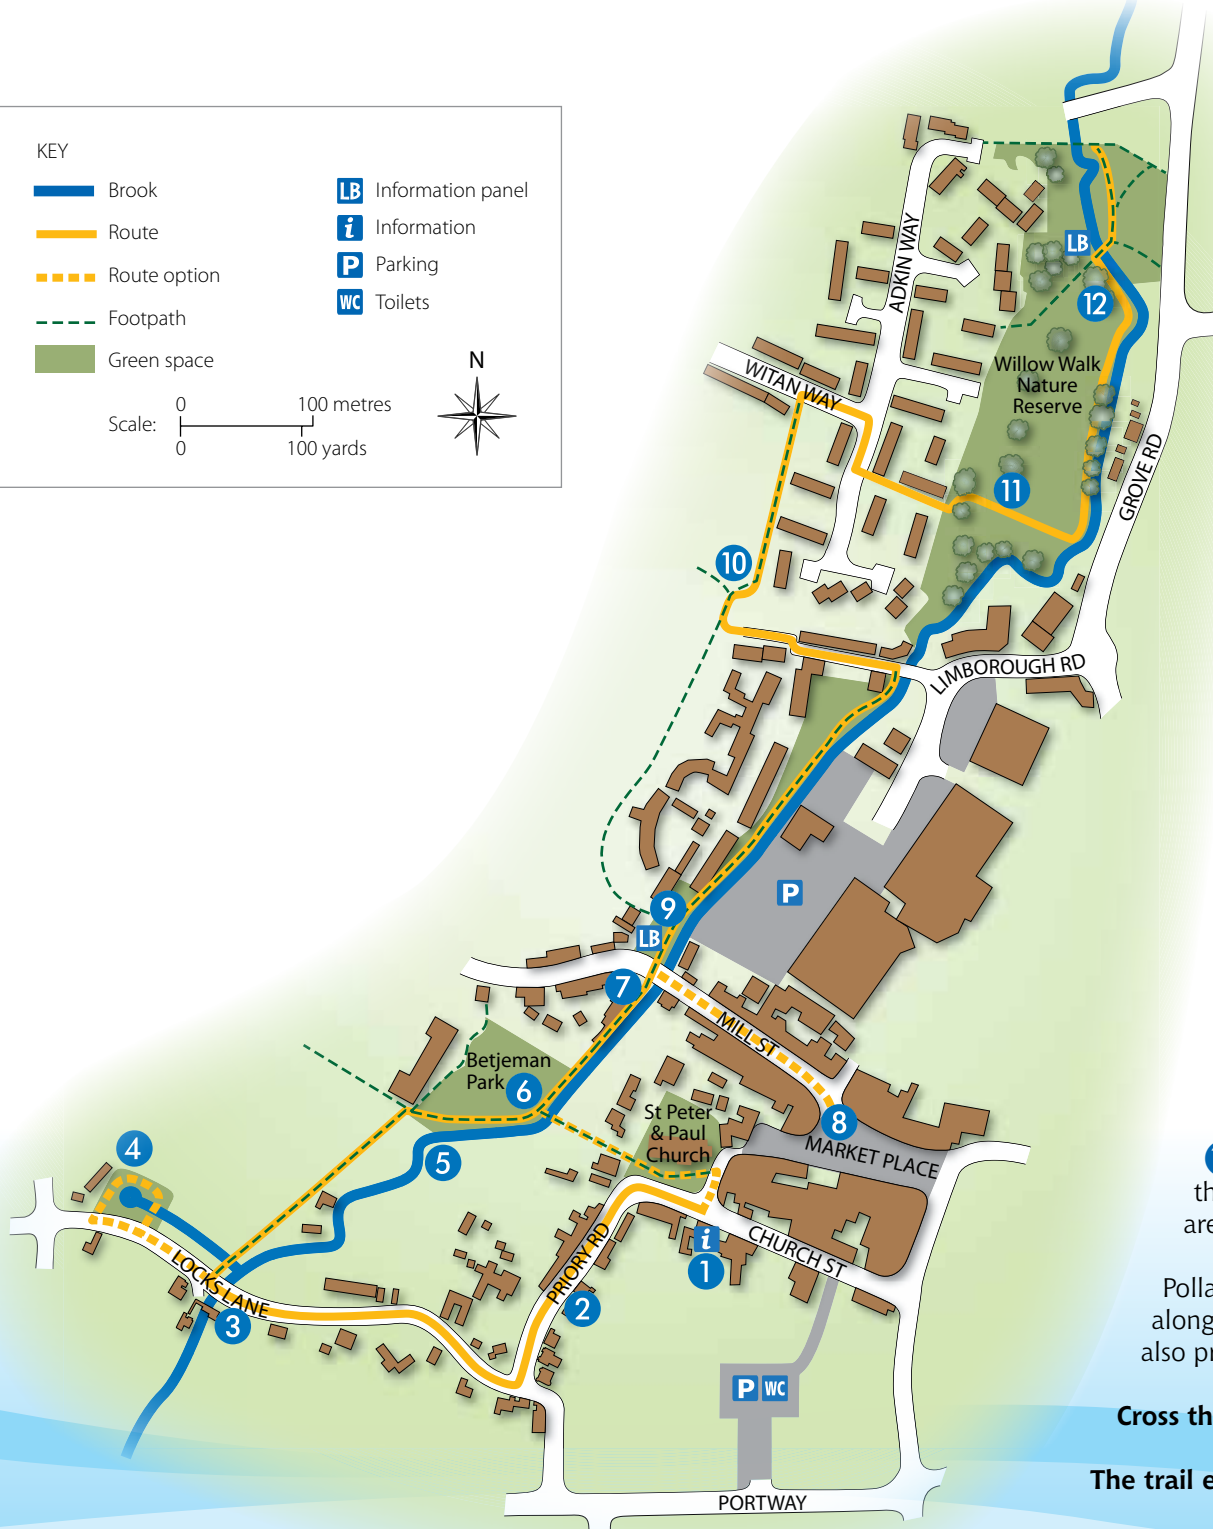 KEY
Brook
Route
Route option
Footpath
Green space
LB Information panel
i Information
P Parking
WC Toilets
N
Scale:
0 100 metres
0 100 yards
ADKIN WAY
WITAN WAY
LB
12
Willow Walk
Nature
Reserve
11
GROVE RD
10
LIMBOROUGH RD
P
9
LB
7
MILL ST
Betjeman
Park
6
St Peter
& Paul
Church
8
MARKET PLACE
4
5
LOCKS LANE
3
PRIORY RD
2
i
1
CHURCH ST
P WC
PORTWAY
th
are
Polla
along
also pr
Cross th
The trail e